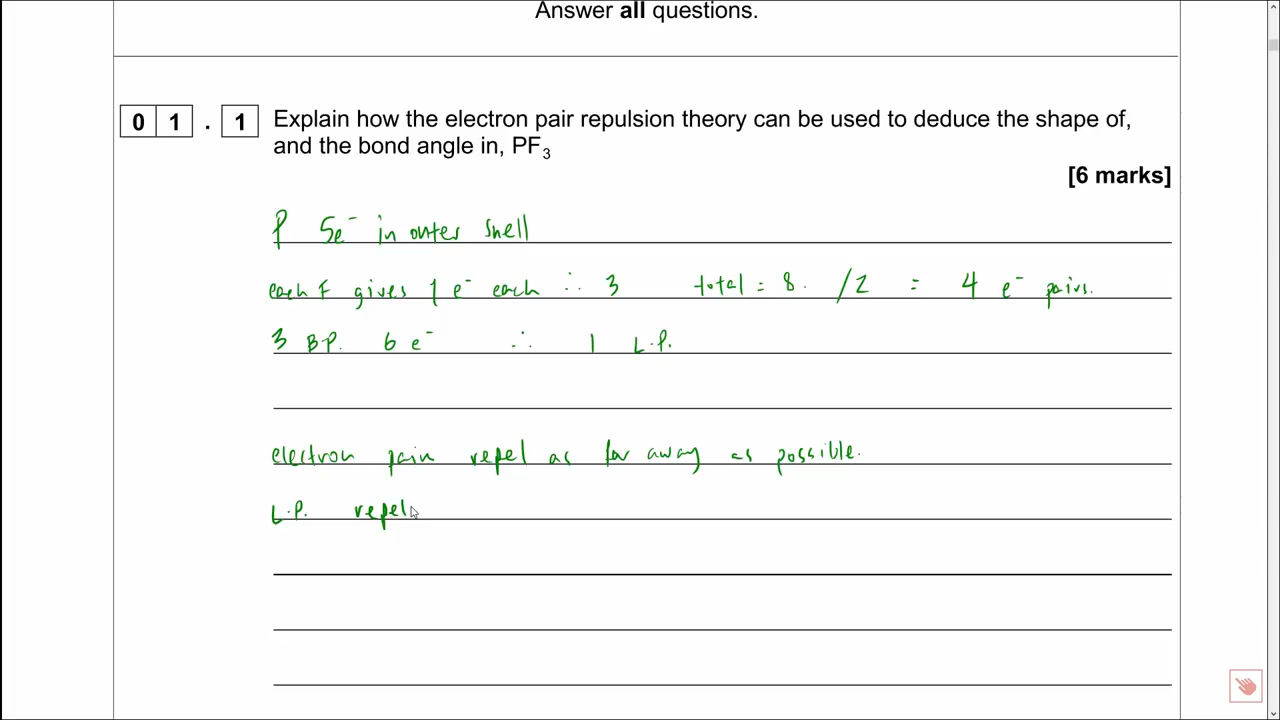 Answer all questions.
0 1 . 1 Explain how the electron pair repulsion theory can be used to deduce the shape of,
and the bond angle in, PF3
[6 marks]
P 5e⁻ in outer shell
each F gives 1 e⁻ each ∴ 3 total = 8. /2 = 4 e⁻ pairs.
3 B.P. 6 e⁻ ∴ 1 L.P.
electron pairs repel as far away as possible.
L.P. repel